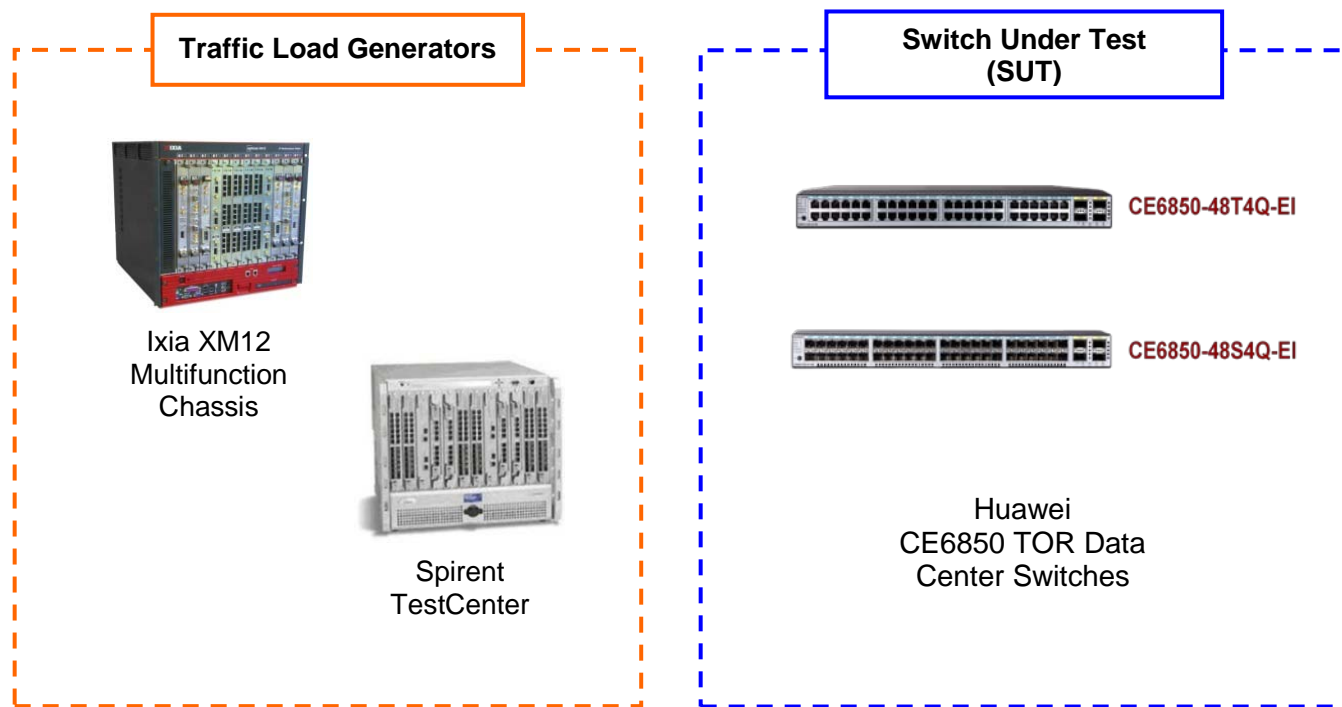 Traffic Load Generators
IXIA
Ixia XM12
Multifunction
Chassis
Spirent
TestCenter
Switch Under Test
(SUT)
CE6850-48T4Q-EI
CE6850-48S4Q-EI
Huawei
CE6850 TOR Data
Center Switches